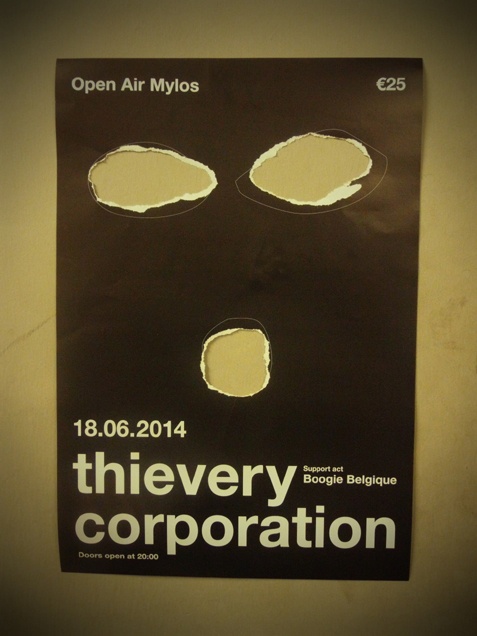 Open Air Mylos
€25
18.06.2014
thievery
Support act
Boogie Belgique
corporation
Doors open at 20:00